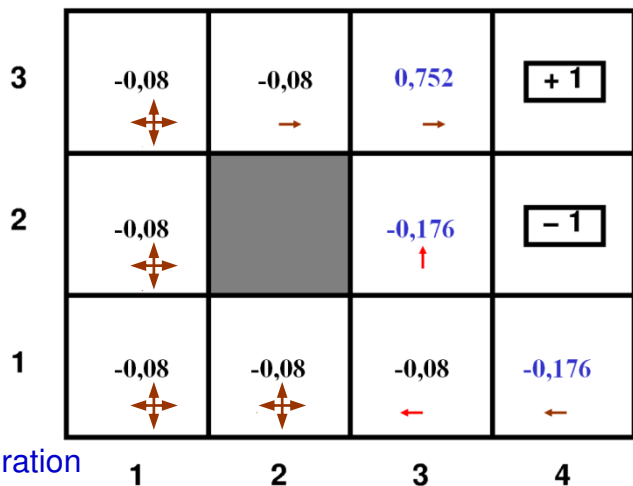 3 -0,08 -0,08 0,752 + 1
2 -0,08 -0,176 – 1
1 -0,08 -0,08 -0,08 -0,176
ration
1 2 3 4